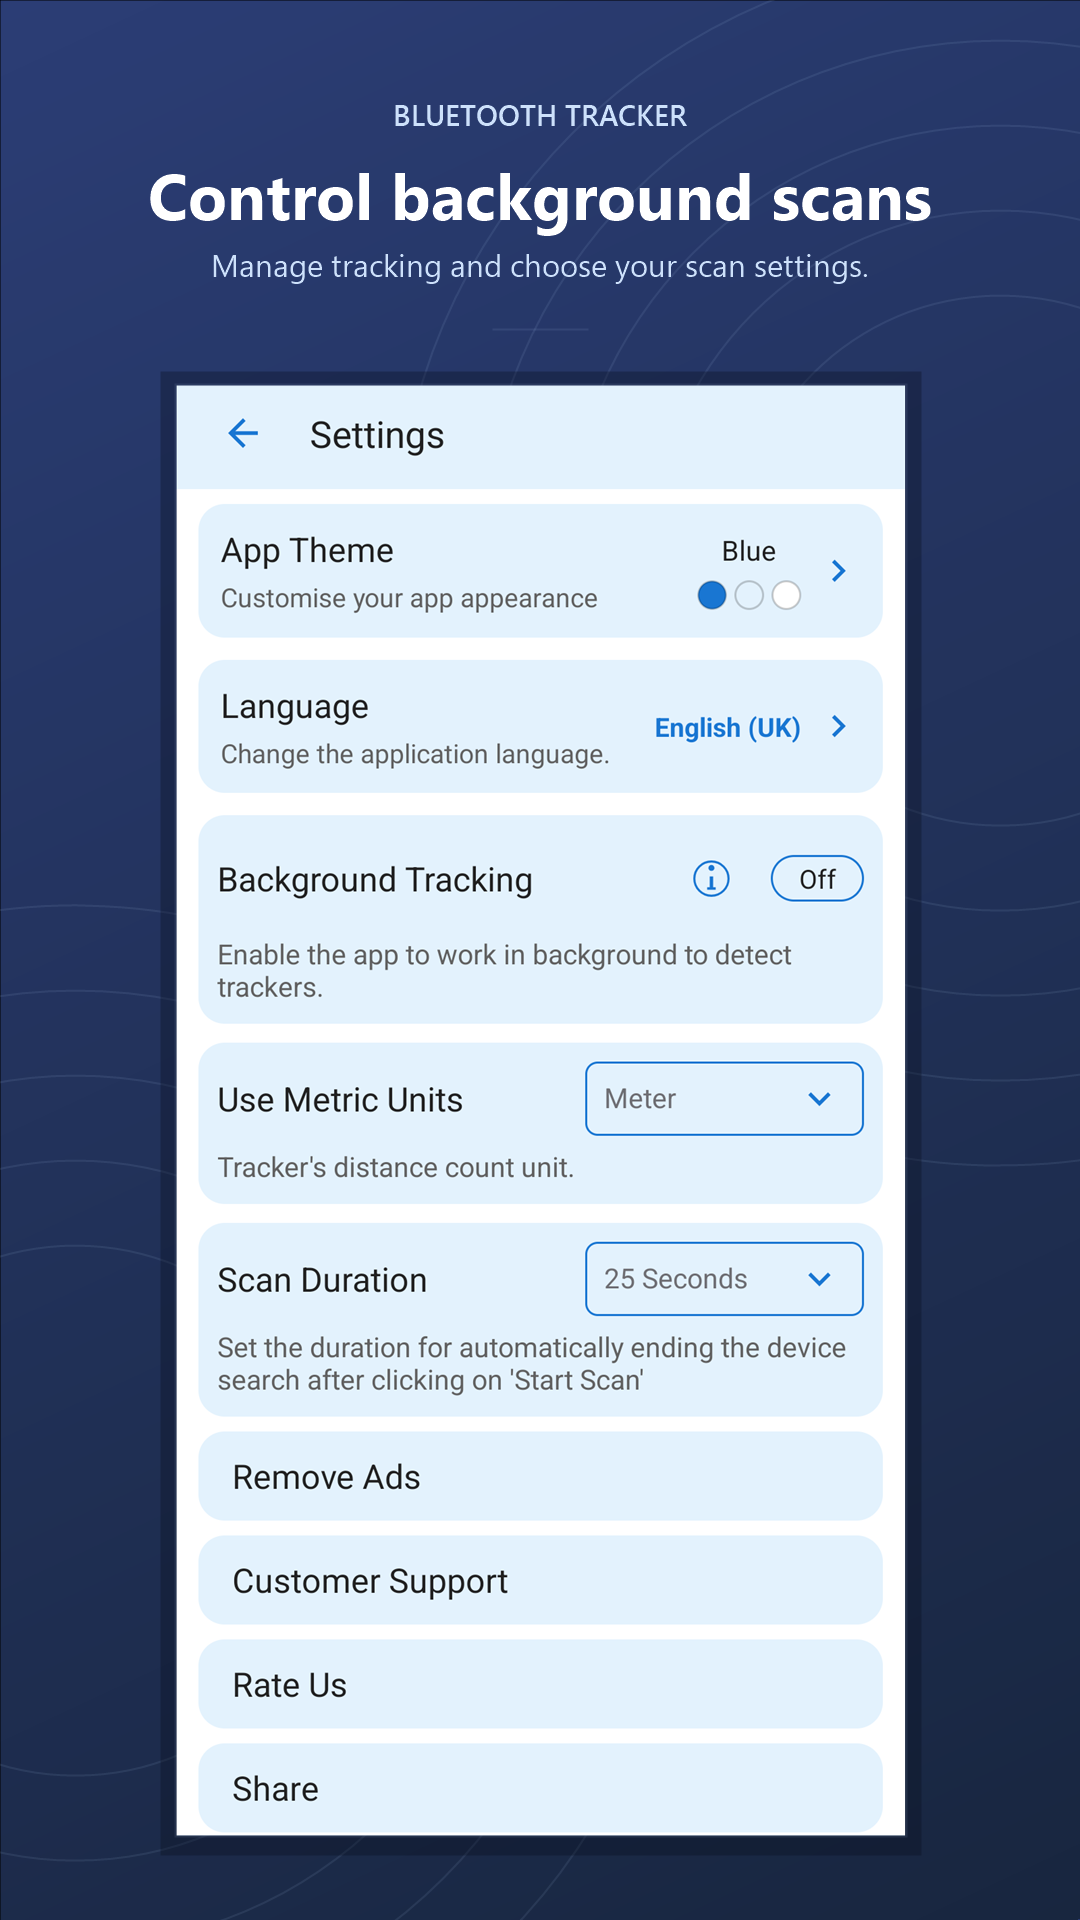 BLUETOOTH TRACKER
Control background scans
Manage tracking and choose your scan settings.
Settings
App Theme
Blue
Customise your app appearance
Language
English (UK)
Change the application language.
Background Tracking
Off
Enable the app to work in background to detect
trackers.
Use Metric Units
Meter
Tracker's distance count unit.
Scan Duration
25 Seconds
Set the duration for automatically ending the device
search after clicking on 'Start Scan'
Remove Ads
Customer Support
Rate Us
Share